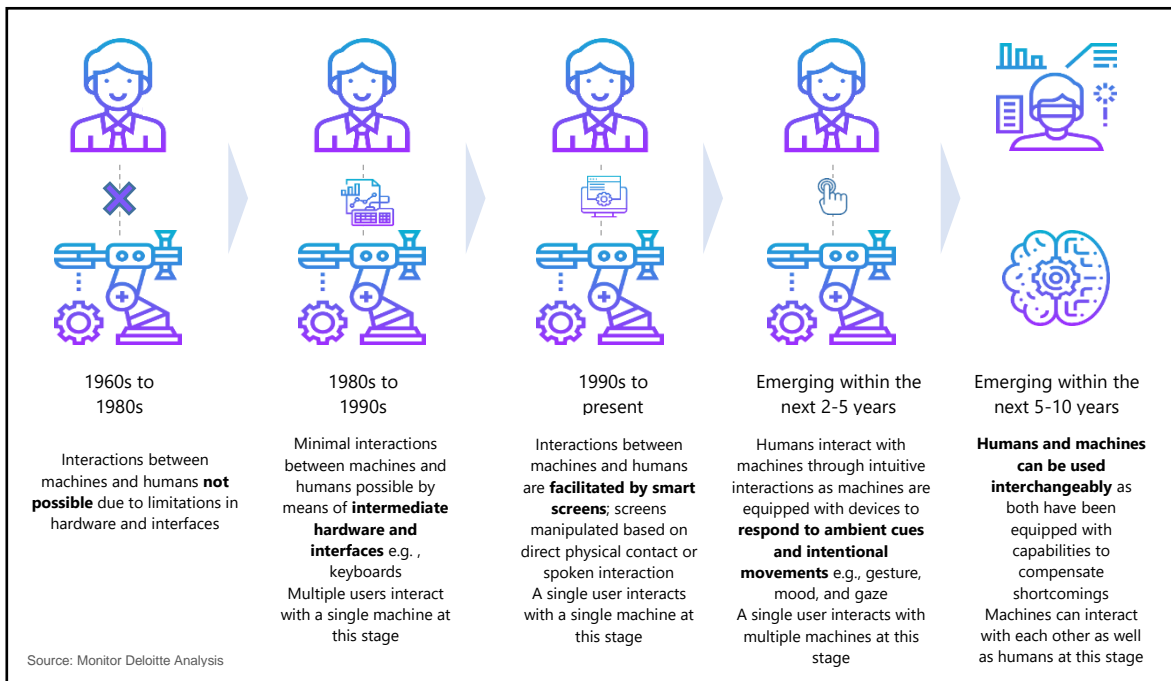 1960s to
1980s
Interactions between
machines and humans not
possible due to limitations in
hardware and interfaces
1980s to
1990s
Minimal interactions
between machines and
humans possible by
means of intermediate
hardware and
interfaces e.g. ,
keyboards
Multiple users interact
with a single machine at
this stage
1990s to
present
Interactions between
machines and humans
are facilitated by smart
screens; screens
manipulated based on
direct physical contact or
spoken interaction
A single user interacts
with a single machine at
this stage
Emerging within the
next 2-5 years
Humans interact with
machines through intuitive
interactions as machines are
equipped with devices to
respond to ambient cues
and intentional
movements e.g., gesture,
mood, and gaze
A single user interacts with
multiple machines at this
stage
Emerging within the
next 5-10 years
Humans and machines
can be used
interchangeably as
both have been
equipped with
capabilities to
compensate
shortcomings
Machines can interact
with each other as well
as humans at this stage
Source: Monitor Deloitte Analysis